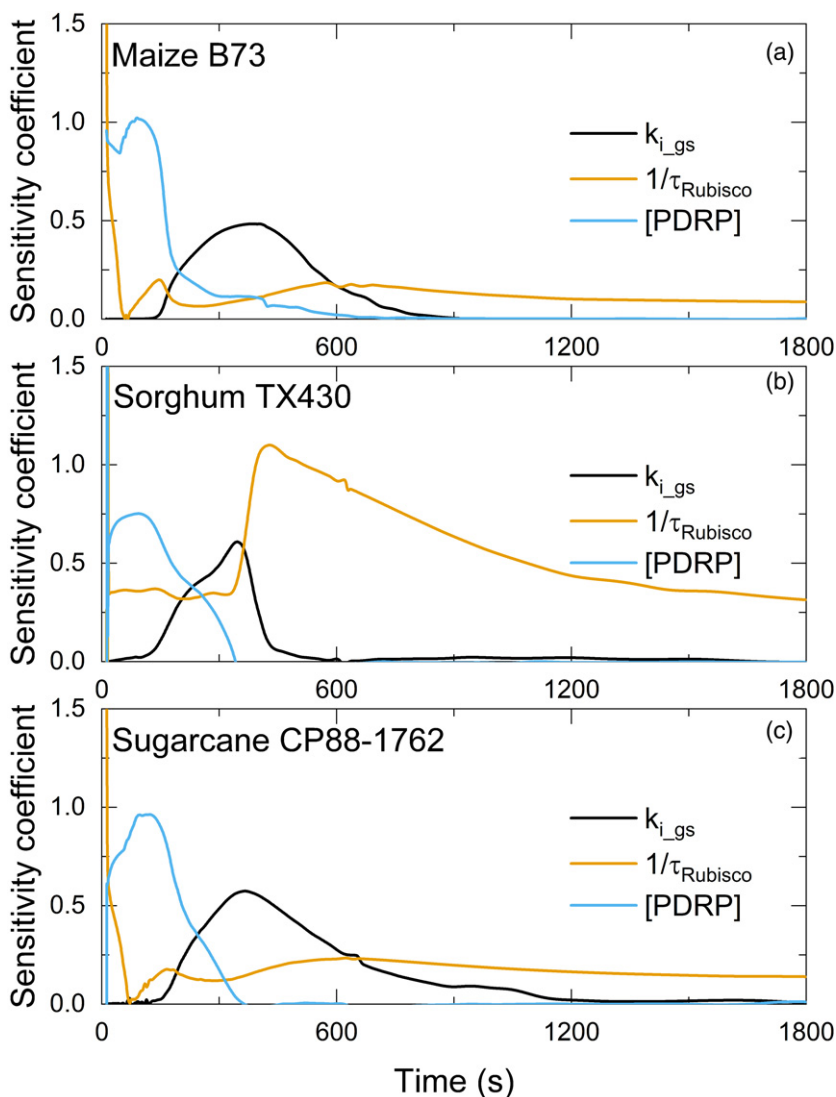 1.5
Maize B73
(a)
1.0
k_i_gs
1/τ_Rubisco
[PDRP]
0.5
0.0
0
600
1200
1800
Sensitivity coefficient
1.5
Sorghum TX430
(b)
1.0
k_i_gs
1/τ_Rubisco
[PDRP]
0.5
0.0
0
600
1200
1800
Sensitivity coefficient
1.5
Sugarcane CP88-1762
(c)
1.0
k_i_gs
1/τ_Rubisco
[PDRP]
0.5
0.0
0
600
1200
1800
Sensitivity coefficient
Time (s)